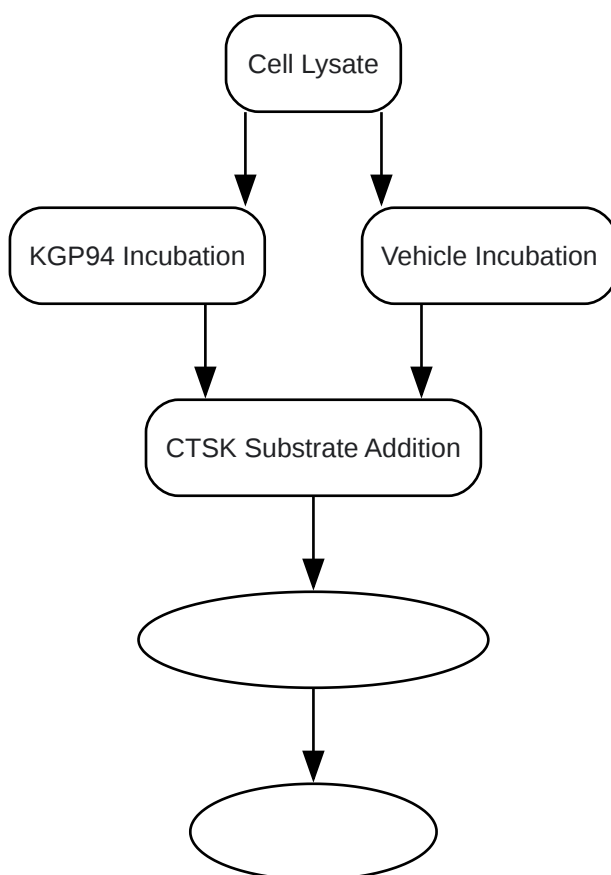 Cell Lysate
KGP94 Incubation
Vehicle Incubation
CTSK Substrate Addition